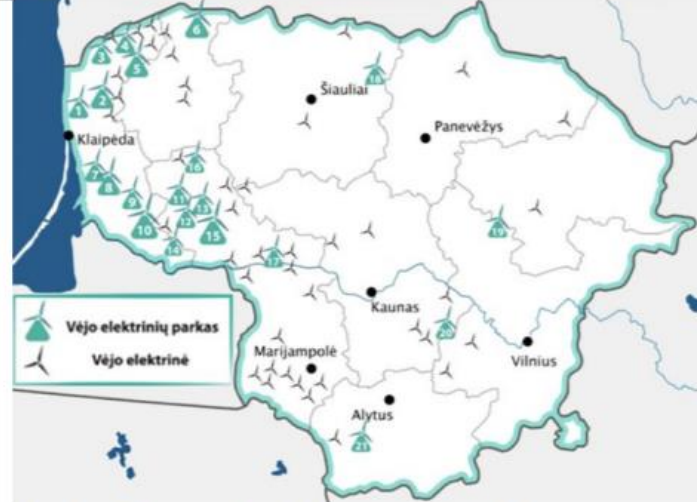 6
4
3
5
18
Šiauliai
1
2
Panevėžys
Klaipėda
16
7
8
11
9
13
12
10
15
19
14
17
Kaunas
Vėjo elektrinių parkas
20
Vėjo elektrinė
Marijampolė
Vilnius
Alytus
21